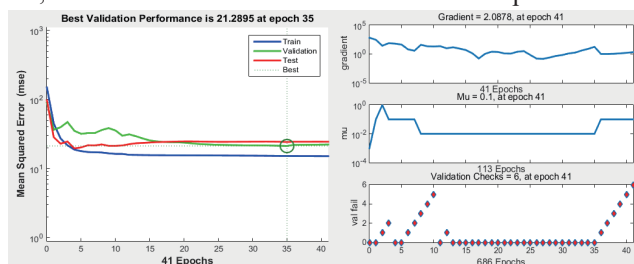 Best Validation Performance is 21.2895 at epoch 35
Mean Squared Error (mse)
10^3
10^2
10^1
10^0
Train
Validation
Test
Best
0 5 10 15 20 25 30 35 40
41 Epochs
Gradient = 2.0878, at epoch 41
gradient
10^5
10^0
10^-5
41 Epochs
Mu = 0.1, at epoch 41
mu
10^0
10^-2
10^-4
113 Epochs
Validation Checks = 6, at epoch 41
val fail
6
4
2
0
0 5 10 15 20 25 30 35 40
686 Epochs